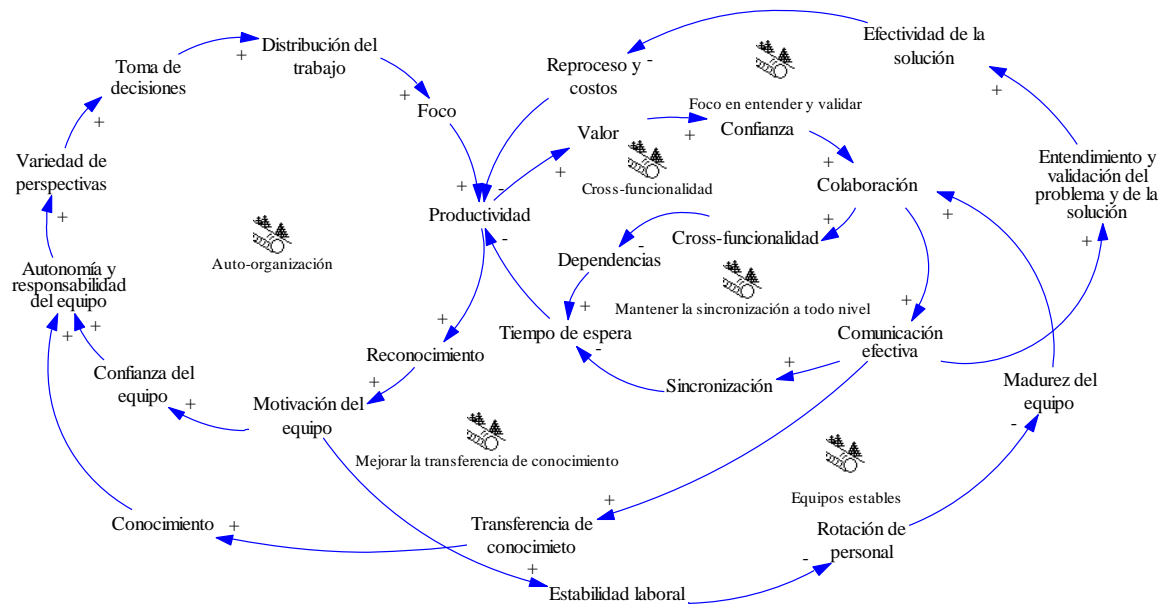 Distribución del
trabajo
Toma de
decisiones
Foco
Variedad de
perspectivas
Auto-organización
Autonomía y
responsabilidad
del equipo
Confianza del
equipo
Motivación del
equipo
Reconocimiento
Productividad
Reproceso y
costos
Efectividad de la
solución
Foco en entender y validar
Valor
Confianza
Cross-funcionalidad
Colaboración
Entendimiento y
validación del
problema y de la
solución
Cross-funcionalidad
Dependencias
Mantener la sincronización a todo nivel
Tiempo de espera
Comunicación
efectiva
Sincronización
Madurez del
equipo
Mejorar la transferencia de conocimiento
Equipos estables
Conocimiento
Transferencia de
conocimieto
Rotación de
personal
Estabilidad laboral